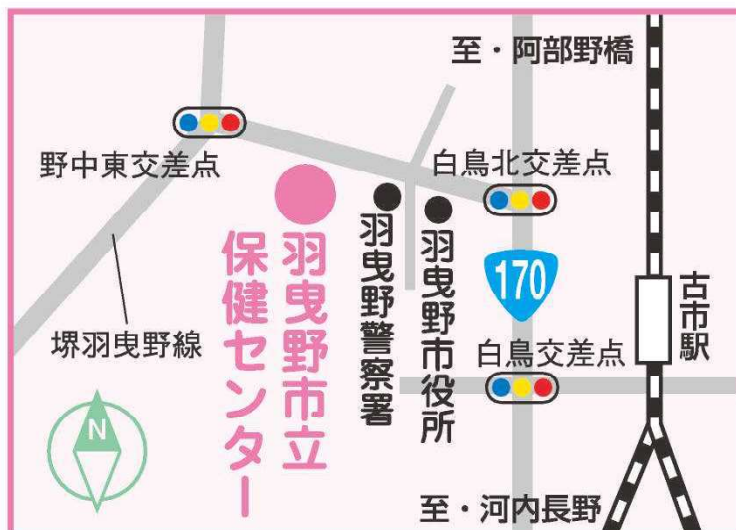 至・阿部野橋
野中東交差点
白鳥北交差点
羽曳野市立
保健センター
羽曳野警察署
羽曳野市役所
170
古市駅
堺羽曳野線
白鳥交差点
N
至・河内長野